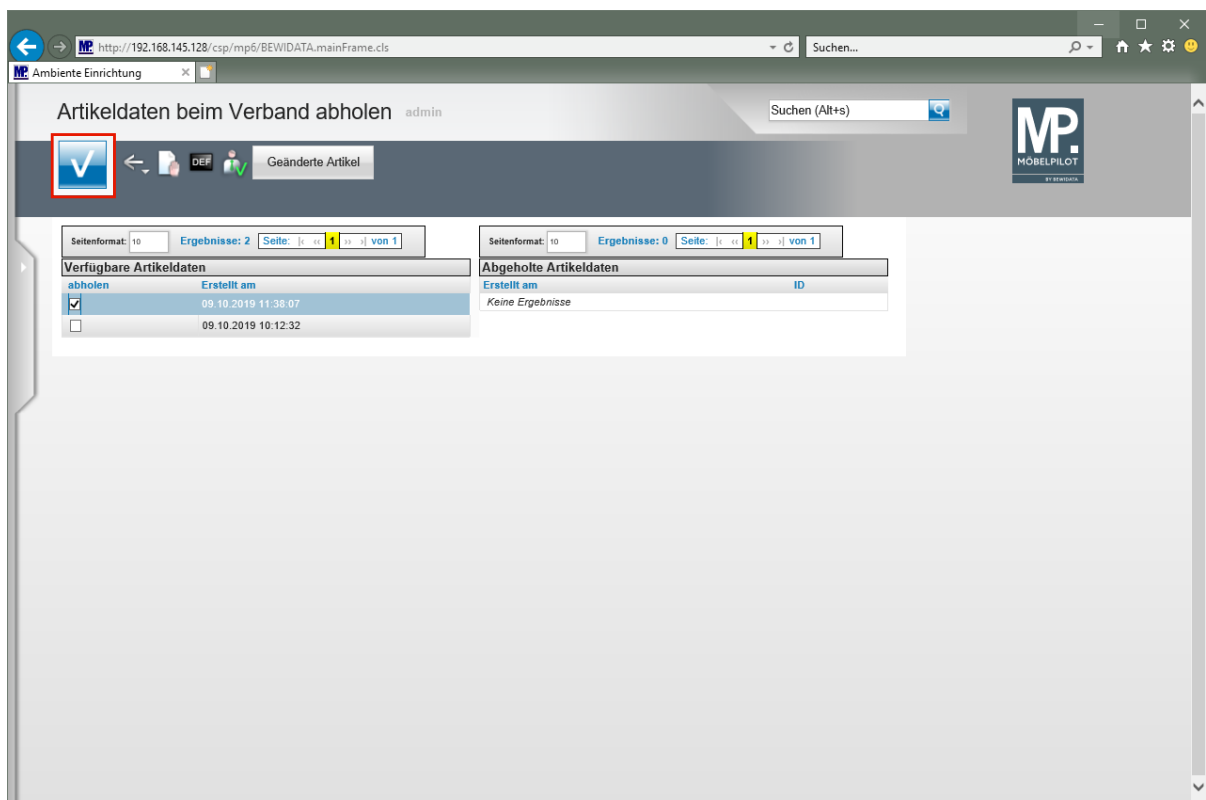 http://192.168.145.128/csp/mp6/BEWIDATA.mainFrame.cls
Suchen...
MP. Ambiente Einrichtung
Artikeldaten beim Verband abholen admin
Suchen (Alt+s)
MP.
MÖBELPILOT
BY BEWIDATA
DEF
Geänderte Artikel
Seitenformat: 10 Ergebnisse: 2 Seite: |‹ ‹‹ 1 ›› ›| von 1
Verfügbare Artikeldaten
abholen Erstellt am
09.10.2019 11:38:07
09.10.2019 10:12:32
Seitenformat: 10 Ergebnisse: 0 Seite: |‹ ‹‹ 1 ›› ›| von 1
Abgeholte Artikeldaten
Erstellt am ID
Keine Ergebnisse